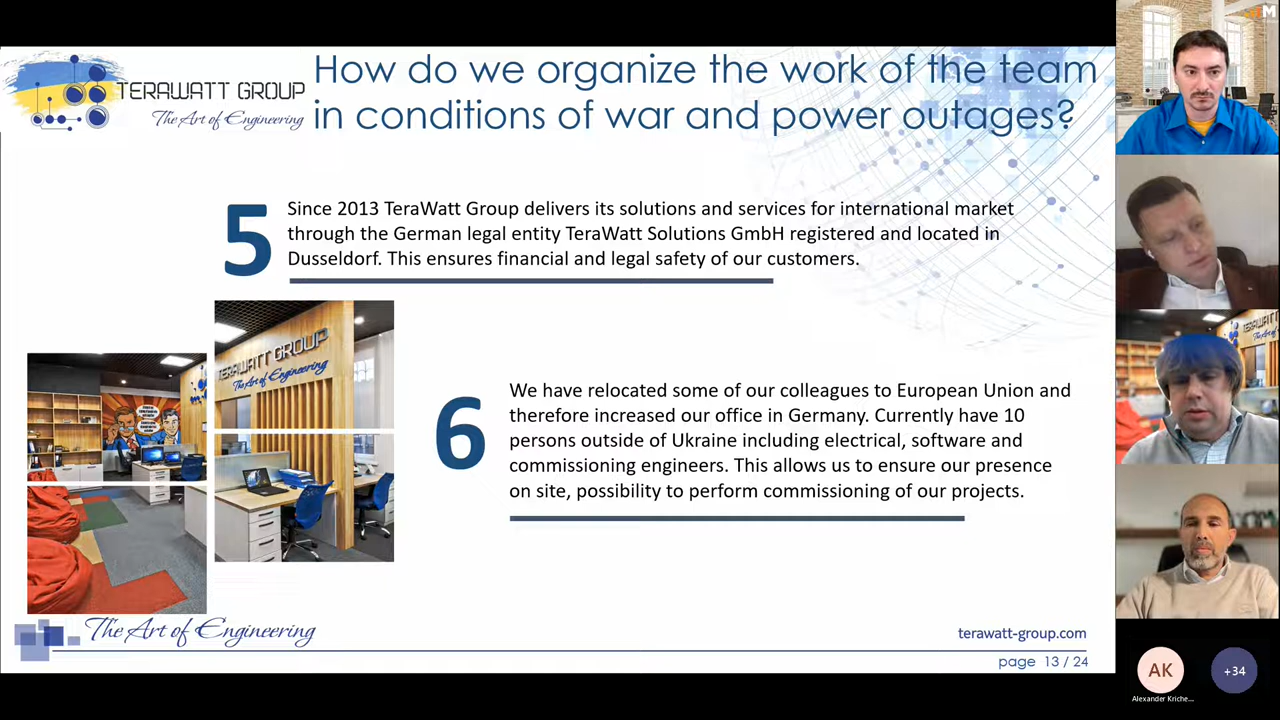 TERAWATT GROUP
The Art of Engineering
How do we organize the work of the team
in conditions of war and power outages?
5
Since 2013 TeraWatt Group delivers its solutions and services for international market
through the German legal entity TeraWatt Solutions GmbH registered and located in
Dusseldorf. This ensures financial and legal safety of our customers.
TERAWATT GROUP
The Art of Engineering
6
We have relocated some of our colleagues to European Union and
therefore increased our office in Germany. Currently have 10
persons outside of Ukraine including electrical, software and
commissioning engineers. This allows us to ensure our presence
on site, possibility to perform commissioning of our projects.
The Art of Engineering
terawatt-group.com
page 13 / 24
AK
+34
Alexander Kriche...